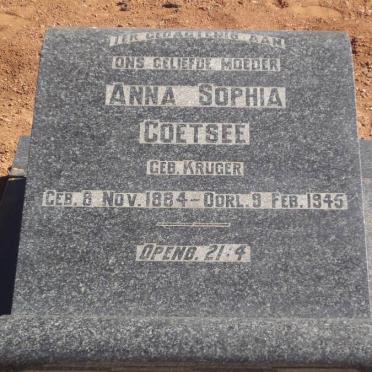 TER GEDAGTENIS AAN
ONS GELIEFDE MOEDER
ANNA SOPHIA
COETSEE
GEB. KRUGER
GEB. 8 NOV. 1884 – OORL. 9 FEB. 1945
OPENB. 21:4